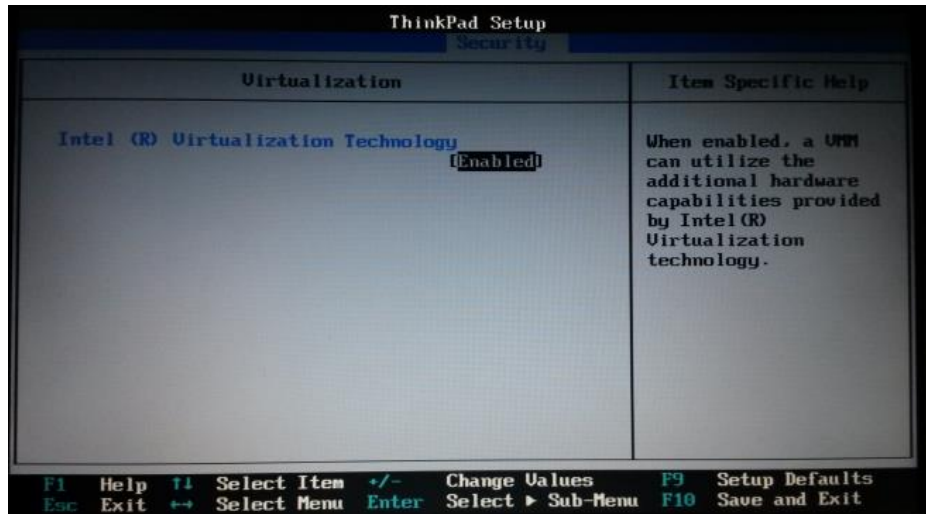 ThinkPad Setup
Security
Virtualization
Item Specific Help
Intel (R) Virtualization Technology
[Enabled]
When enabled, a VMM
can utilize the
additional hardware
capabilities provided
by Intel(R)
Virtualization
technology.
F1 Help ↑↓ Select Item +/- Change Values F9 Setup Defaults
Esc Exit ↔ Select Menu Enter Select ▶ Sub-Menu F10 Save and Exit